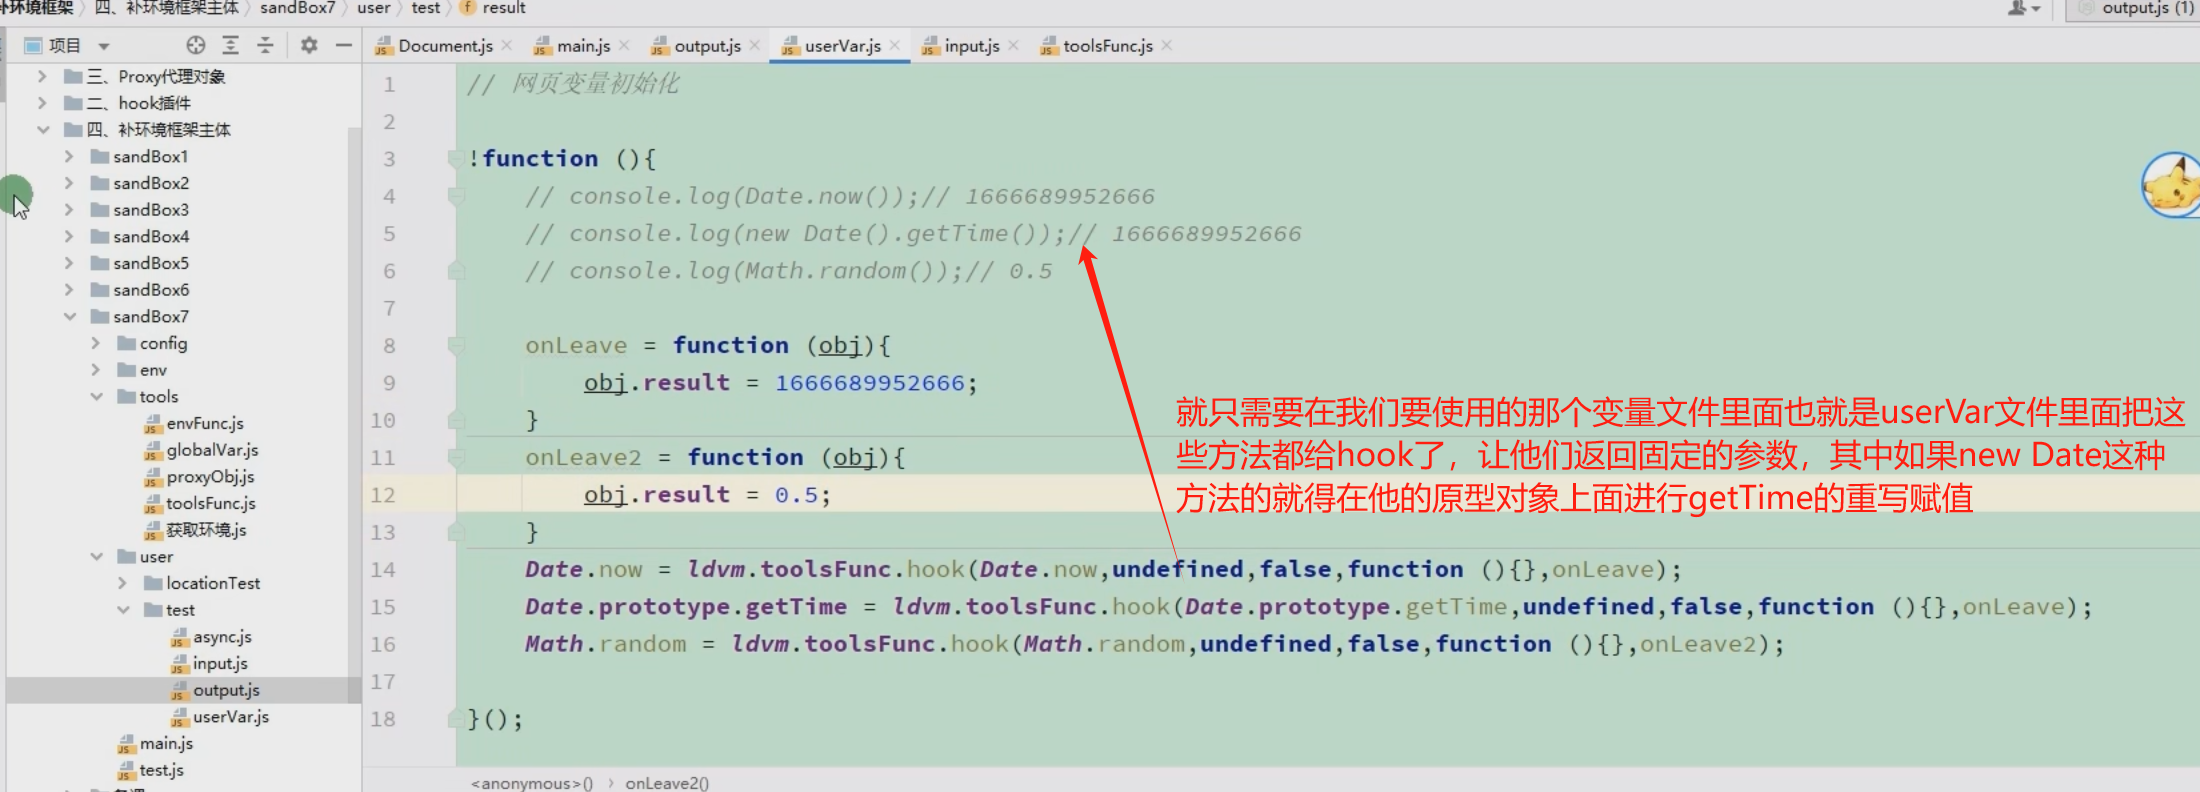 补环境框架 〉 四、补环境框架主体 〉 sandBox7 〉 user 〉 test 〉 f result
output.js (1)
项目
Document.js
main.js
output.js
userVar.js
input.js
toolsFunc.js
三、Proxy代理对象
二、hook插件
四、补环境框架主体
sandBox1
sandBox2
sandBox3
sandBox4
sandBox5
sandBox6
sandBox7
config
env
tools
envFunc.js
globalVar.js
proxyObj.js
toolsFunc.js
获取环境.js
user
locationTest
test
async.js
input.js
output.js
userVar.js
main.js
test.js
1 // 网页变量初始化
2
3 !function (){
4 // console.log(Date.now());// 1666689952666
5 // console.log(new Date().getTime());// 1666689952666
6 // console.log(Math.random());// 0.5
7
8 onLeave = function (obj){
9 obj.result = 1666689952666;
10 }
11 onLeave2 = function (obj){
12 obj.result = 0.5;
13 }
14 Date.now = ldvm.toolsFunc.hook(Date.now,undefined,false,function (){},onLeave);
15 Date.prototype.getTime = ldvm.toolsFunc.hook(Date.prototype.getTime,undefined,false,function (){},onLeave);
16 Math.random = ldvm.toolsFunc.hook(Math.random,undefined,false,function (){},onLeave2);
17
18 }();
就只需要在我们要使用的那个变量文件里面也就是userVar文件里面把这
些方法都给hook了，让他们返回固定的参数，其中如果new Date这种
方法的就得在他的原型对象上面进行getTime的重写赋值
<anonymous>() 〉 onLeave2()